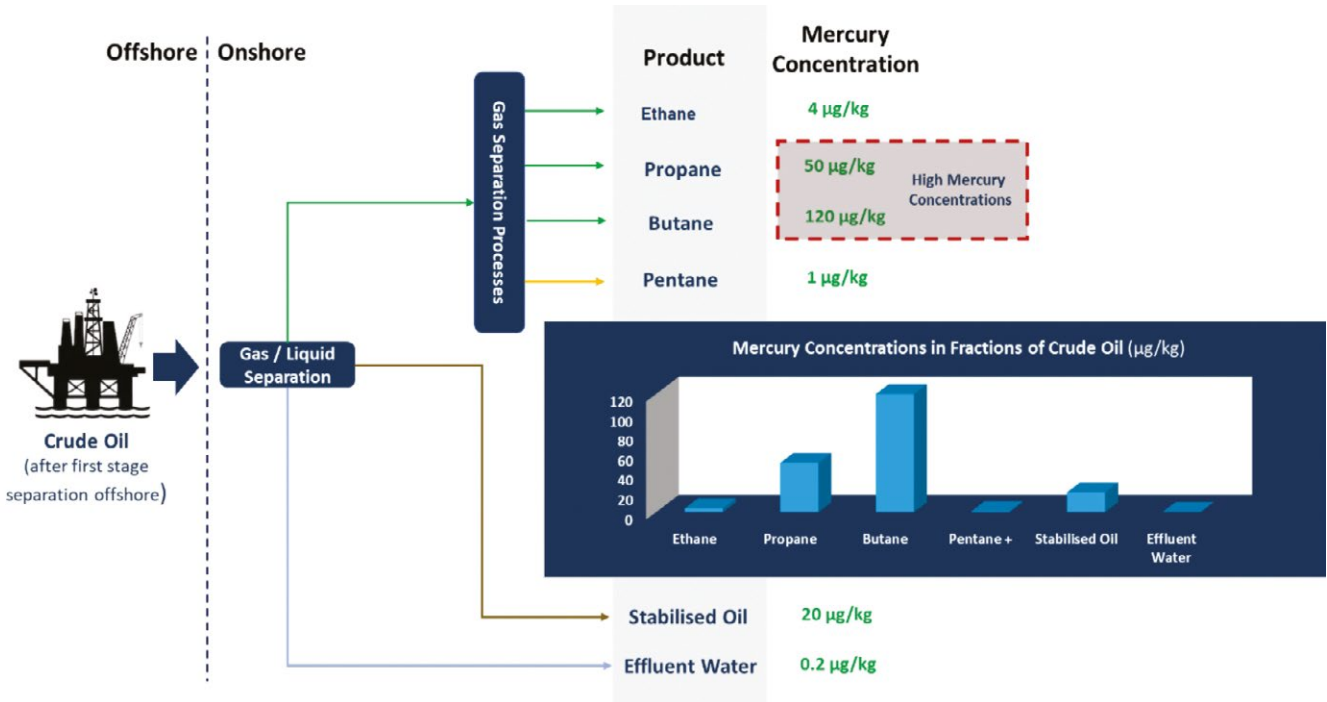 Offshore
Onshore
Product
Mercury
Concentration
Gas Separation Processes
Ethane
4 µg/kg
Propane
50 µg/kg
High Mercury
Concentrations
Butane
120 µg/kg
Pentane
1 µg/kg
Gas / Liquid
Separation
Crude Oil
(after first stage
separation offshore)
Mercury Concentrations in Fractions of Crude Oil (µg/kg)
120
100
80
60
40
20
0
Ethane
Propane
Butane
Pentane +
Stabilised Oil
Effluent
Water
Stabilised Oil
20 µg/kg
Effluent Water
0.2 µg/kg